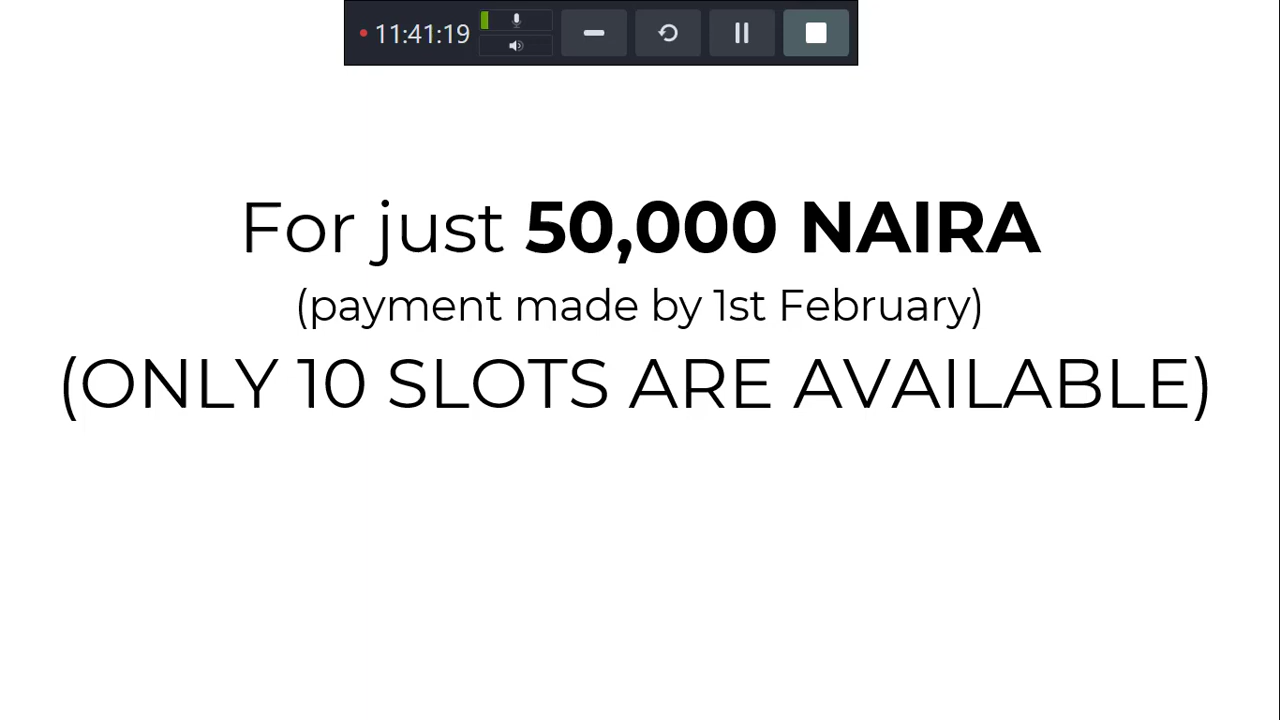 11:41:19
For just 50,000 NAIRA
(payment made by 1st February)
(ONLY 10 SLOTS ARE AVAILABLE)